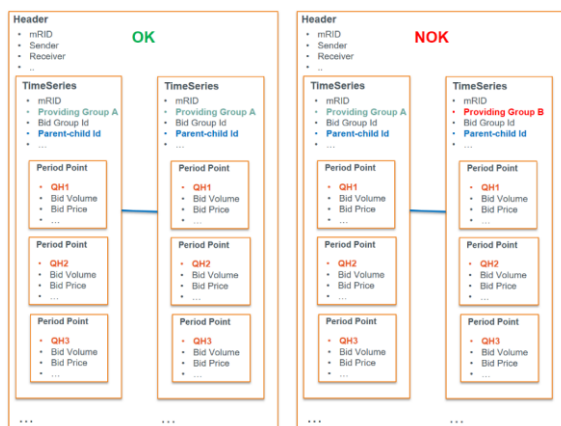 Header
• mRID
• Sender
• Receiver
• ..
OK
TimeSeries
• mRID
• Providing Group A
• Bid Group Id
• Parent-child Id
• ...
Period Point
• QH1
• Bid Volume
• Bid Price
• ...
Period Point
• QH2
• Bid Volume
• Bid Price
• ...
Period Point
• QH3
• Bid Volume
• Bid Price
• ...
...
TimeSeries
• mRID
• Providing Group A
• Bid Group Id
• Parent-child Id
• ...
Period Point
• QH1
• Bid Volume
• Bid Price
• ...
Period Point
• QH2
• Bid Volume
• Bid Price
• ...
Period Point
• QH3
• Bid Volume
• Bid Price
• ...
...
Header
• mRID
• Sender
• Receiver
• ..
NOK
TimeSeries
• mRID
• Providing Group A
• Bid Group Id
• Parent-child Id
• ...
Period Point
• QH1
• Bid Volume
• Bid Price
• ...
Period Point
• QH2
• Bid Volume
• Bid Price
• ...
Period Point
• QH3
• Bid Volume
• Bid Price
• ...
...
TimeSeries
• mRID
• Providing Group B
• Bid Group Id
• Parent-child Id
• ...
Period Point
• QH1
• Bid Volume
• Bid Price
• ...
Period Point
• QH2
• Bid Volume
• Bid Price
• ...
Period Point
• QH3
• Bid Volume
• Bid Price
• ...
...